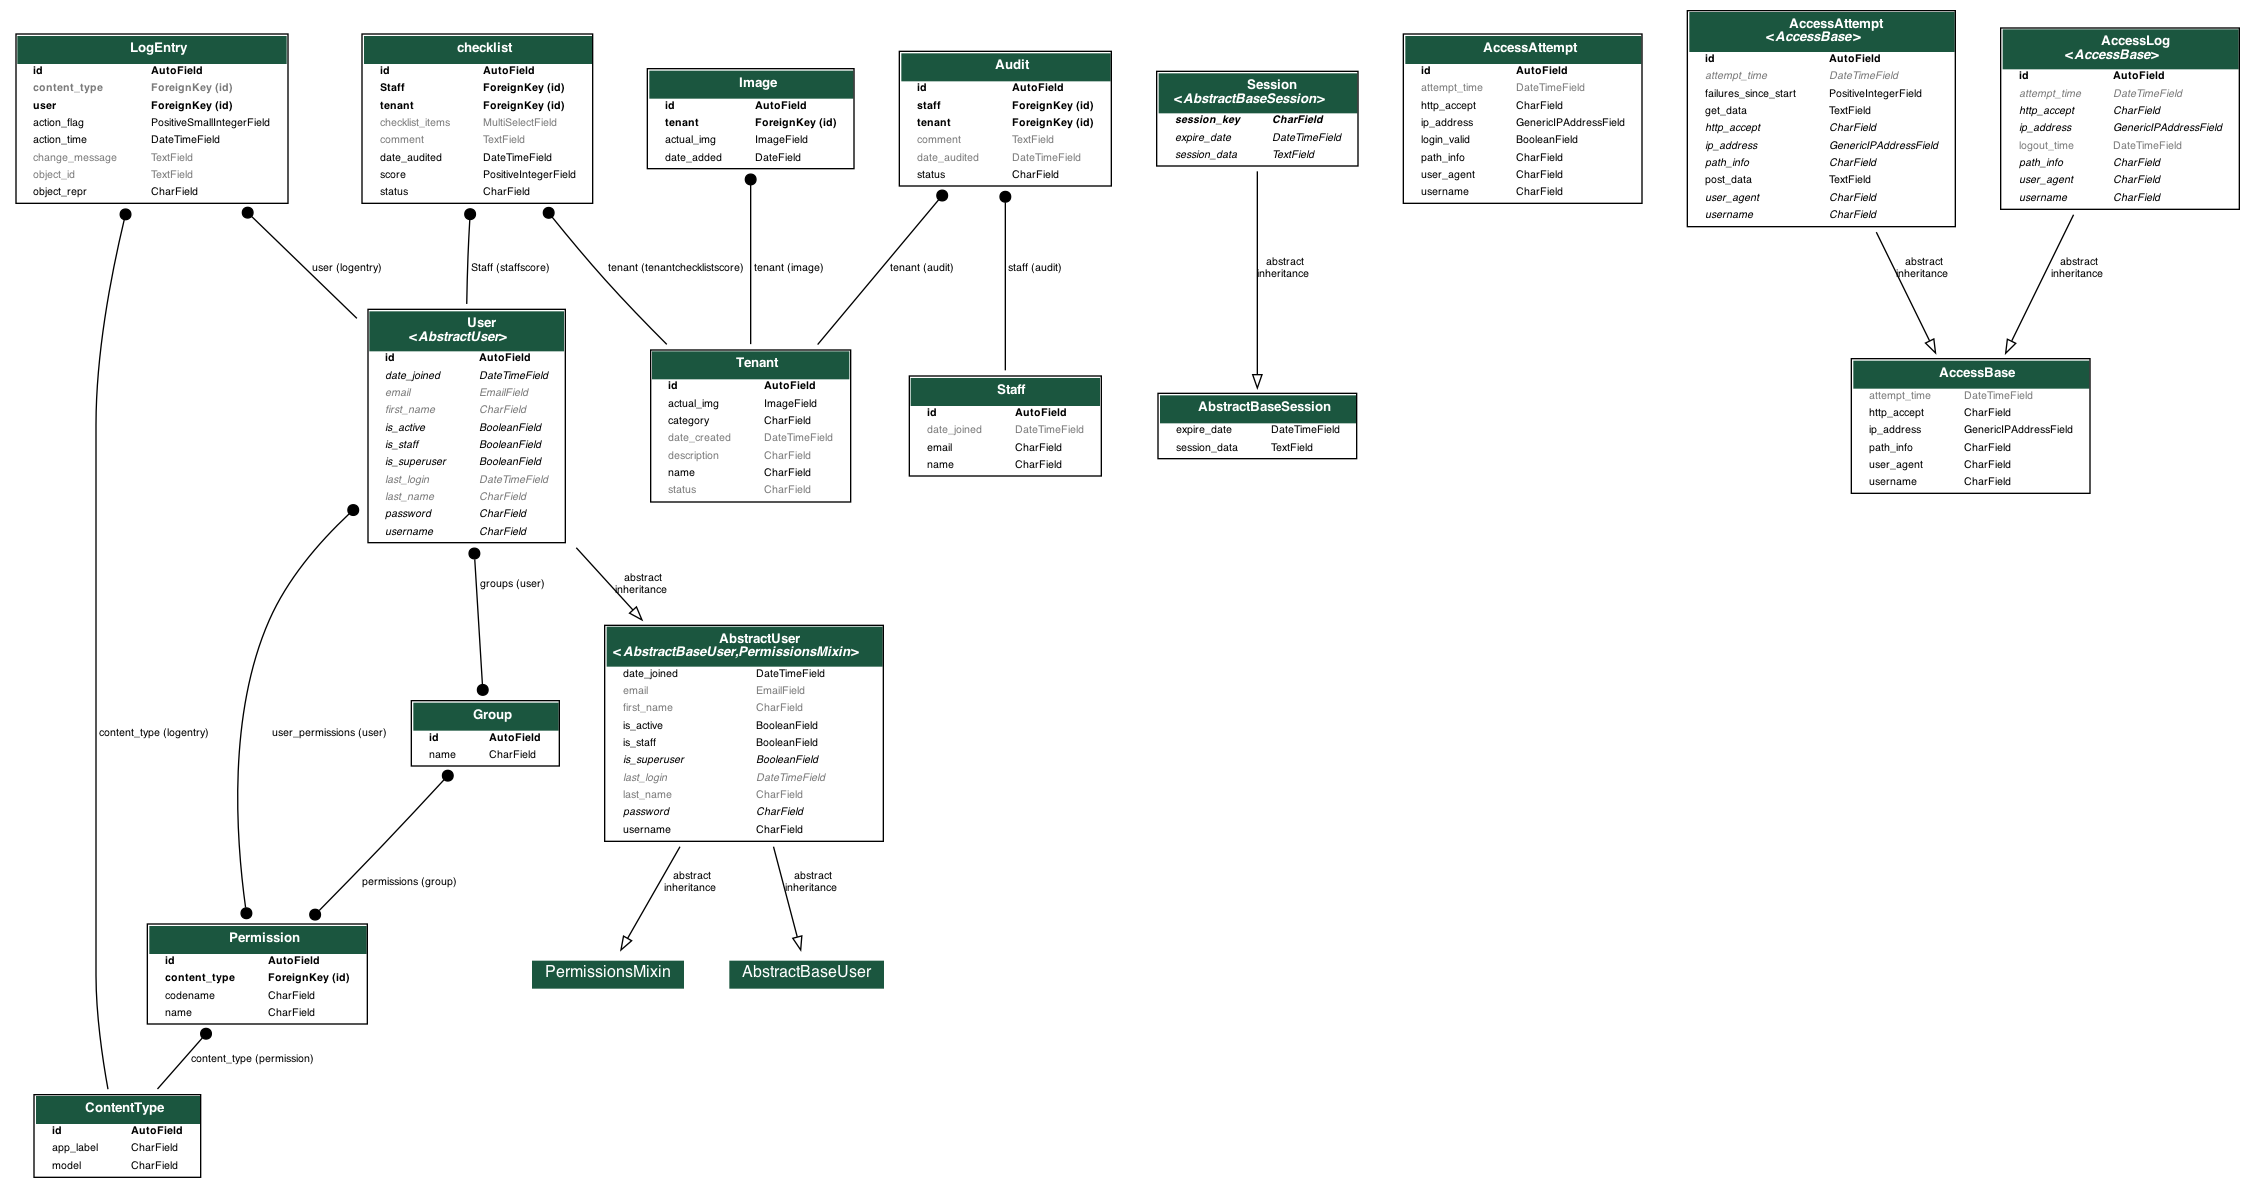 LogEntry
id AutoField
content_type ForeignKey (id)
user ForeignKey (id)
action_flag PositiveSmallIntegerField
action_time DateTimeField
change_message TextField
object_id TextField
object_repr CharField
checklist
id AutoField
Staff ForeignKey (id)
tenant ForeignKey (id)
checklist_items MultiSelectField
comment TextField
date_audited DateTimeField
score PositiveIntegerField
status CharField
Image
id AutoField
tenant ForeignKey (id)
actual_img ImageField
date_added DateField
Audit
id AutoField
staff ForeignKey (id)
tenant ForeignKey (id)
comment TextField
date_audited DateTimeField
status CharField
Session
<AbstractBaseSession>
session_key CharField
expire_date DateTimeField
session_data TextField
AccessAttempt
id AutoField
attempt_time DateTimeField
http_accept CharField
ip_address GenericIPAddressField
login_valid BooleanField
path_info CharField
user_agent CharField
username CharField
AccessAttempt
<AccessBase>
id AutoField
attempt_time DateTimeField
failures_since_start PositiveIntegerField
get_data TextField
http_accept CharField
ip_address GenericIPAddressField
path_info CharField
post_data TextField
user_agent CharField
username CharField
AccessLog
<AccessBase>
id AutoField
attempt_time DateTimeField
http_accept CharField
ip_address GenericIPAddressField
logout_time DateTimeField
path_info CharField
user_agent CharField
username CharField
user (logentry)
Staff (staffscore)
tenant (tenantchecklistscore)
tenant (image)
tenant (audit)
staff (audit)
abstract
inheritance
abstract
inheritance
abstract
inheritance
User
<AbstractUser>
id AutoField
date_joined DateTimeField
email EmailField
first_name CharField
is_active BooleanField
is_staff BooleanField
is_superuser BooleanField
last_login DateTimeField
last_name CharField
password CharField
username CharField
Tenant
id AutoField
actual_img ImageField
category CharField
date_created DateTimeField
description CharField
name CharField
status CharField
Staff
id AutoField
date_joined DateTimeField
email CharField
name CharField
AbstractBaseSession
expire_date DateTimeField
session_data TextField
AccessBase
attempt_time DateTimeField
http_accept CharField
ip_address GenericIPAddressField
path_info CharField
user_agent CharField
username CharField
groups (user)
abstract
inheritance
AbstractUser
<AbstractBaseUser,PermissionsMixin>
date_joined DateTimeField
email EmailField
first_name CharField
is_active BooleanField
is_staff BooleanField
is_superuser BooleanField
last_login DateTimeField
last_name CharField
password CharField
username CharField
content_type (logentry)
user_permissions (user)
Group
id AutoField
name CharField
permissions (group)
abstract
inheritance
abstract
inheritance
Permission
id AutoField
content_type ForeignKey (id)
codename CharField
name CharField
PermissionsMixin
AbstractBaseUser
content_type (permission)
ContentType
id AutoField
app_label CharField
model CharField